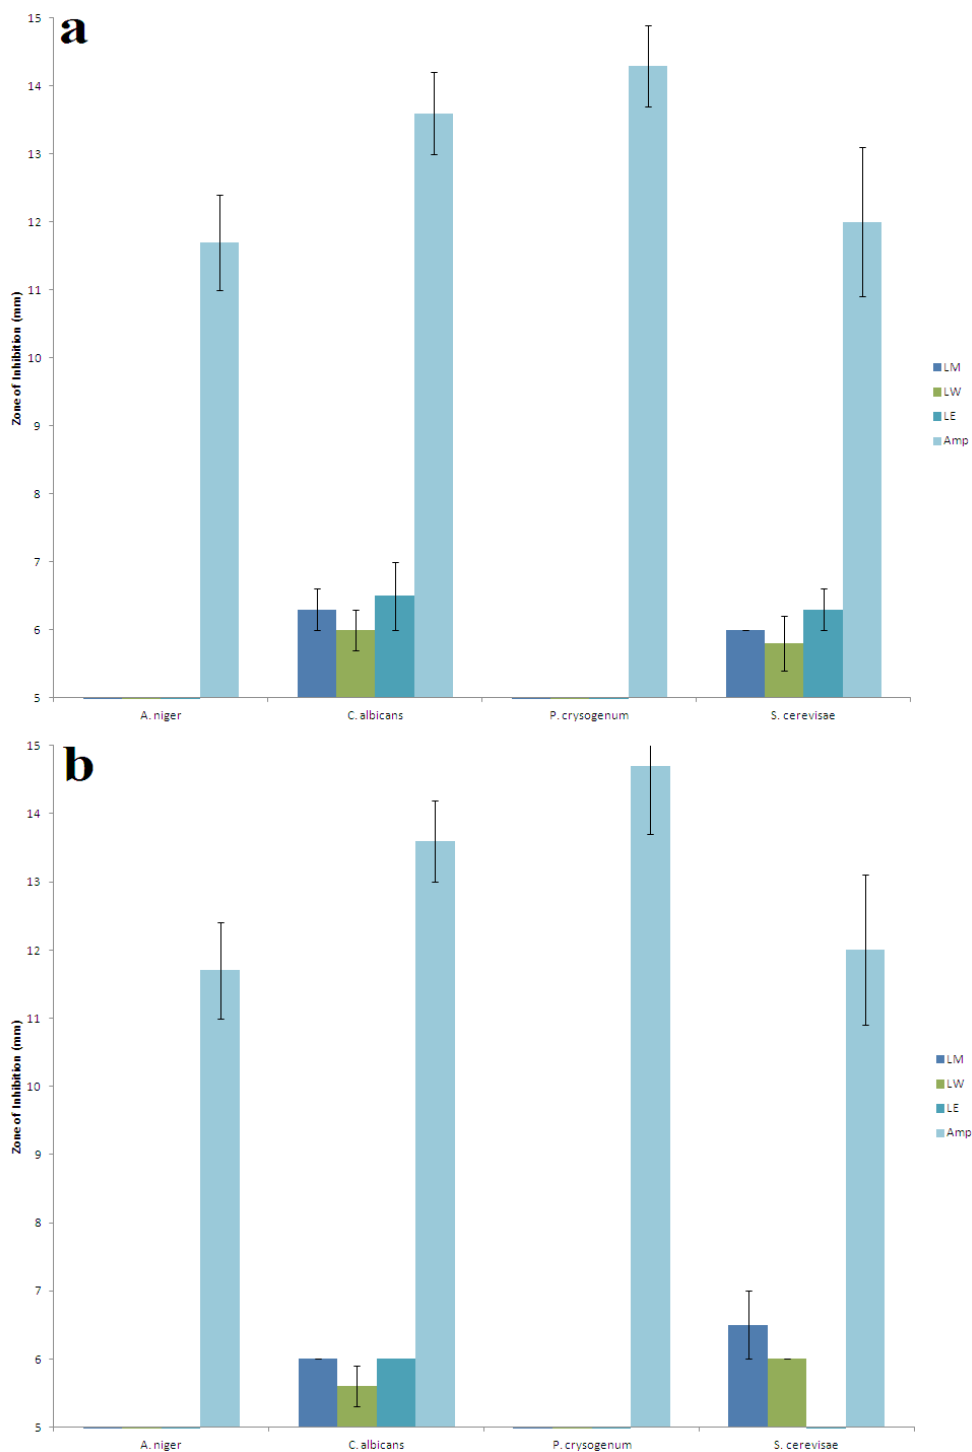 a
15
14
13
12
11
10
9
8
7
6
5
Zone of Inhibition (mm)
A. niger
C. albicans
P. crysogenum
S. cerevisae
LM
LW
LE
Amp
b
15
14
13
12
11
10
9
8
7
6
5
Zone of Inhibition (mm)
A. niger
C. albicans
P. crysogenum
S. cerevisae
LM
LW
LE
Amp